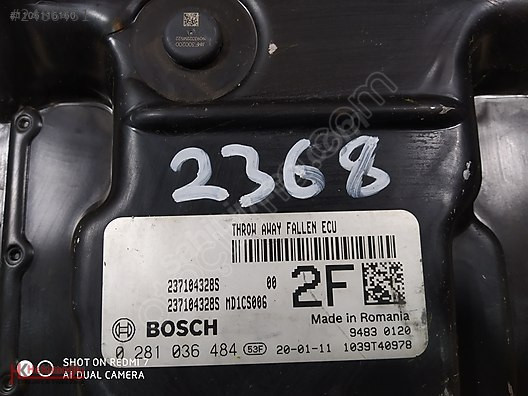 2368
THROW AWAY FALLEN ECU
237104328S 00
237104328S MD1CS006
2F
Made in Romania
9483 0120
BOSCH
0 281 036 484 53F 20-01-11 1039T40978
SHOT ON REDMI 7
AI DUAL CAMERA